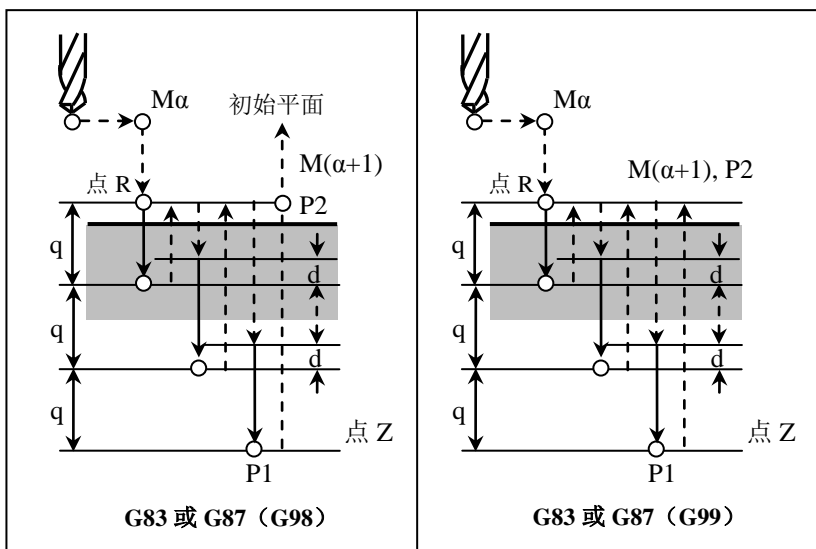 Mα
初始平面
M(α+1)
点 R
P2
q
d
q
d
q
点 Z
P1
G83 或 G87（G98）
Mα
M(α+1), P2
点 R
q
d
q
d
q
点 Z
P1
G83 或 G87（G99）